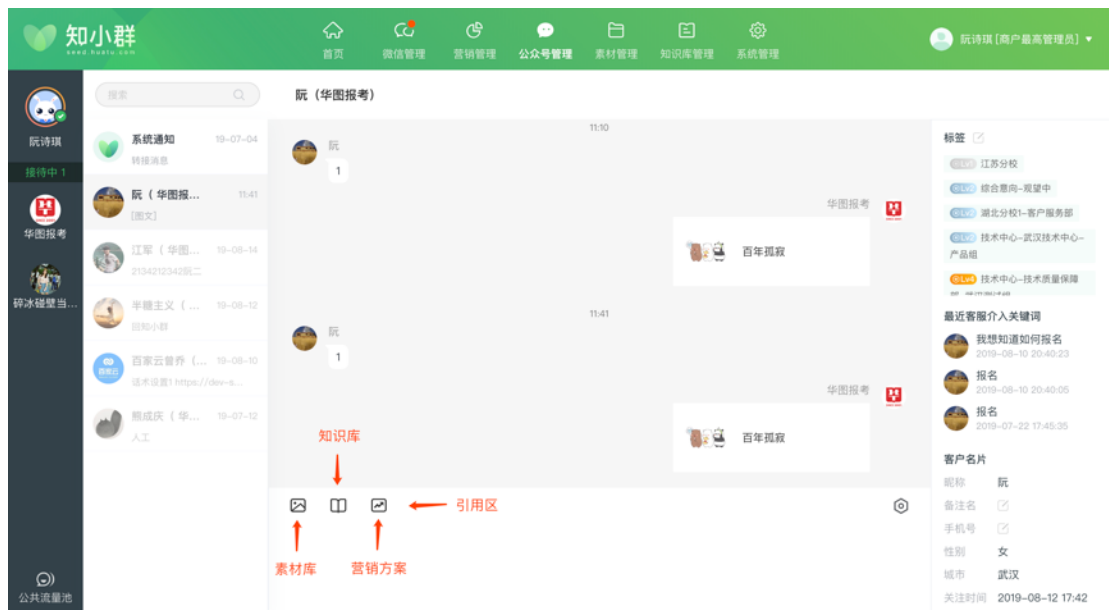 知小群
seed.huatu.com
首页
微信管理
营销管理
公众号管理
素材管理
知识库管理
系统管理
阮诗琪 [商户最高管理员]
阮诗琪
接待中 1
华图报考
碎冰碰壁当...
公共流量池
搜索
系统通知
19-07-04
转接消息
阮 ( 华图报...
11:41
[图文]
江军 ( 华图...
19-08-14
2134212342阮二
半糖主义 ( ...
19-08-12
回知小群
百家云曾乔 (...
19-08-10
话术设置1 https://dev-s...
熊成庆 ( 华...
19-07-12
人工
阮（华图报考）
11:10
阮
1
华图报考
百年孤寂
11:41
阮
1
华图报考
百年孤寂
知识库
引用区
素材库
营销方案
标签
江苏分校
综合意向-观望中
湖北分校1-客户服务部
技术中心-武汉技术中心-
产品组
Lv4 技术中心-技术质量保障
最近客服介入关键词
我想知道如何报名
2019-08-10 20:40:23
报名
2019-08-10 20:40:05
报名
2019-07-22 17:45:35
客户名片
昵称 阮
备注名
手机号
性别 女
城市 武汉
关注时间 2019-08-12 17:42